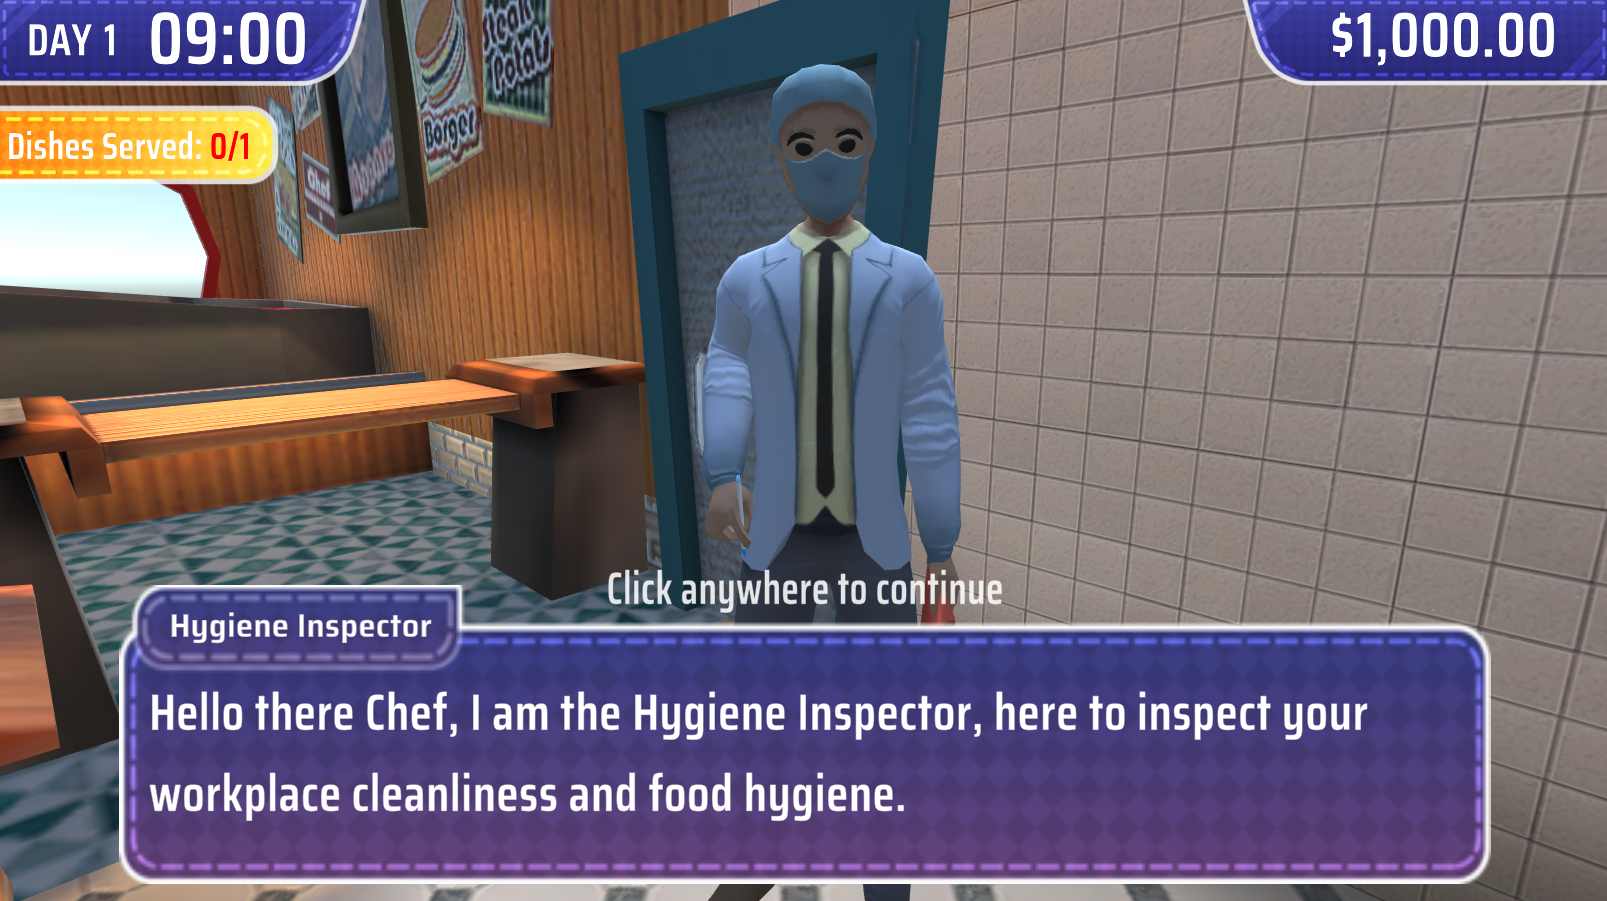 DAY 1 09:00
$1,000.00
Dishes Served: 0/1
Steak
Potato
Borger
Chef
Click anywhere to continue
Hygiene Inspector
Hello there Chef, I am the Hygiene Inspector, here to inspect your
workplace cleanliness and food hygiene.